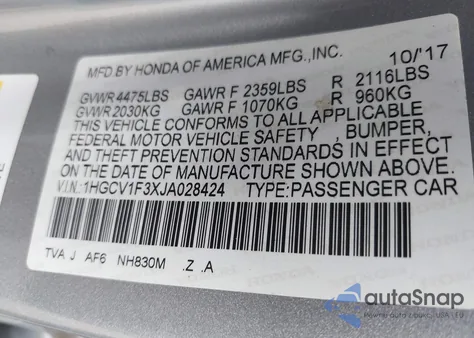 MFD.BY HONDA OF AMERICA MFG.,INC. 10/'17
GVWR 4475LBS GAWR F 2359LBS R 2116LBS
GVWR 2030KG GAWR F 1070KG R 960KG
THIS VEHICLE CONFORMS TO ALL APPLICABLE
FEDERAL MOTOR VEHICLE SAFETY, BUMPER,
AND THEFT PREVENTION STANDARDS IN EFFECT
ON THE DATE OF MANUFACTURE SHOWN ABOVE.
V.I.N.: 1HGCV1F3XJA028424 TYPE:PASSENGER CAR
TVA J AF6 NH830M .Z .A
autoSnap